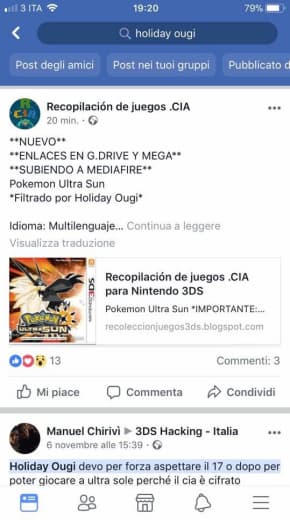 3 ITA 19:20 79%
holiday ougi
Post degli amici Post nei tuoi gruppi Pubblicato d
Recopilación de juegos .CIA
20 min. ·
**NUEVO**
**ENLACES EN G.DRIVE Y MEGA**
**SUBIENDO A MEDIAFIRE**
Pokemon Ultra Sun
*Filtrado por Holiday Ougi*
Idioma: Multilenguaje... Continua a leggere
Visualizza traduzione
Recopilación de juegos .CIA
para Nintendo 3DS
Pokemon Ultra Sun *IMPORTANTE:...
recoleccionjuegos3ds.blogspot.com
POKÉMON
ULTRA SUN
13 Commenti: 3
Mi piace Commenta Condividi
Manuel Chirivì ▶ 3DS Hacking - Italia
6 novembre alle 15:39 ·
Holiday Ougi devo per forza aspettare il 17 o dopo per
poter giocare a ultra sole perché il cia è cifrato